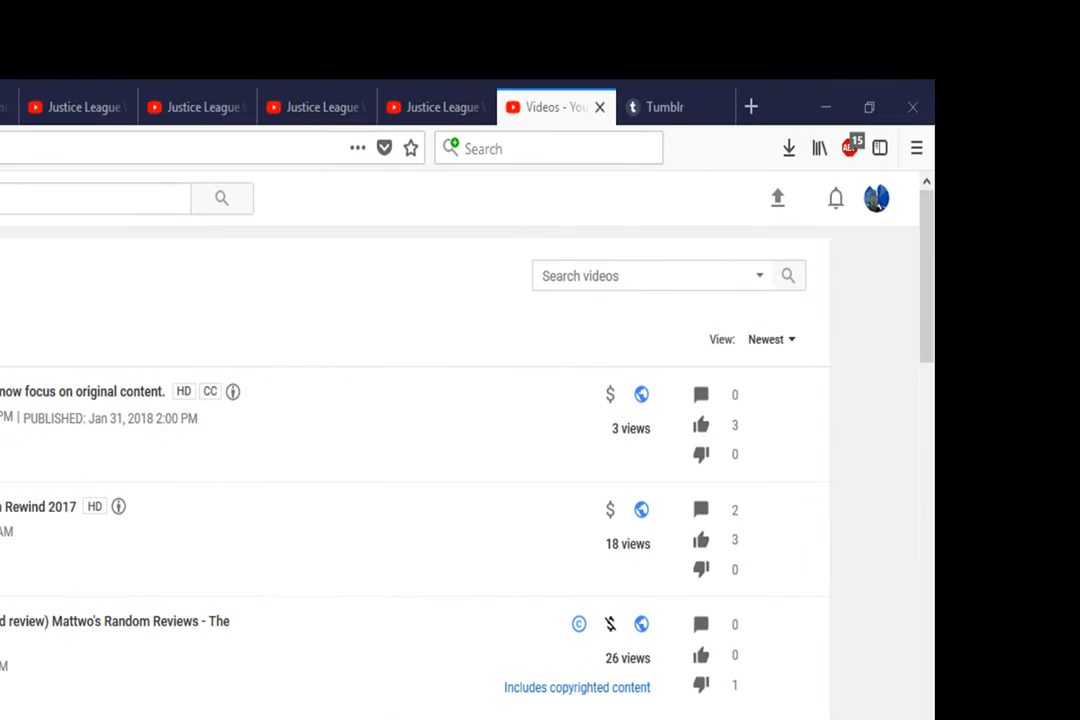 Justice League
Justice League
Justice League
Justice League
Videos - You
Tumblr
Search
ABP
15
Search videos
View: Newest
now focus on original content. HD CC
PM | PUBLISHED: Jan 31, 2018 2:00 PM
$
3 views
0
3
0
Rewind 2017 HD
AM
$
18 views
2
3
0
d review) Mattwo's Random Reviews - The
M
© $
26 views
Includes copyrighted content
0
0
1